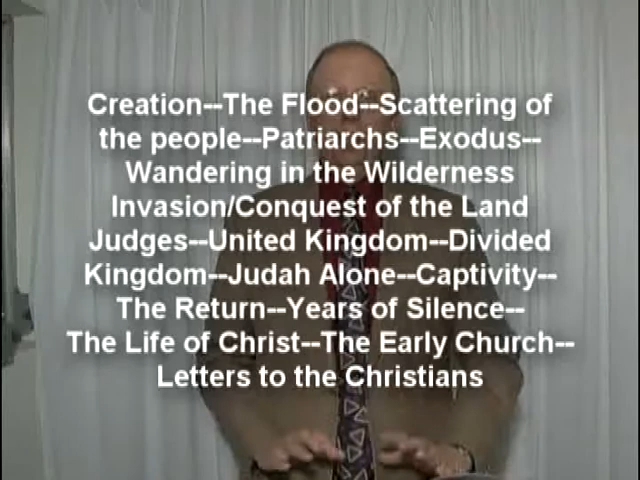 Creation--The Flood--Scattering of
the people--Patriarchs--Exodus--
Wandering in the Wilderness
Invasion/Conquest of the Land
Judges--United Kingdom--Divided
Kingdom--Judah Alone--Captivity--
The Return--Years of Silence--
The Life of Christ--The Early Church--
Letters to the Christians